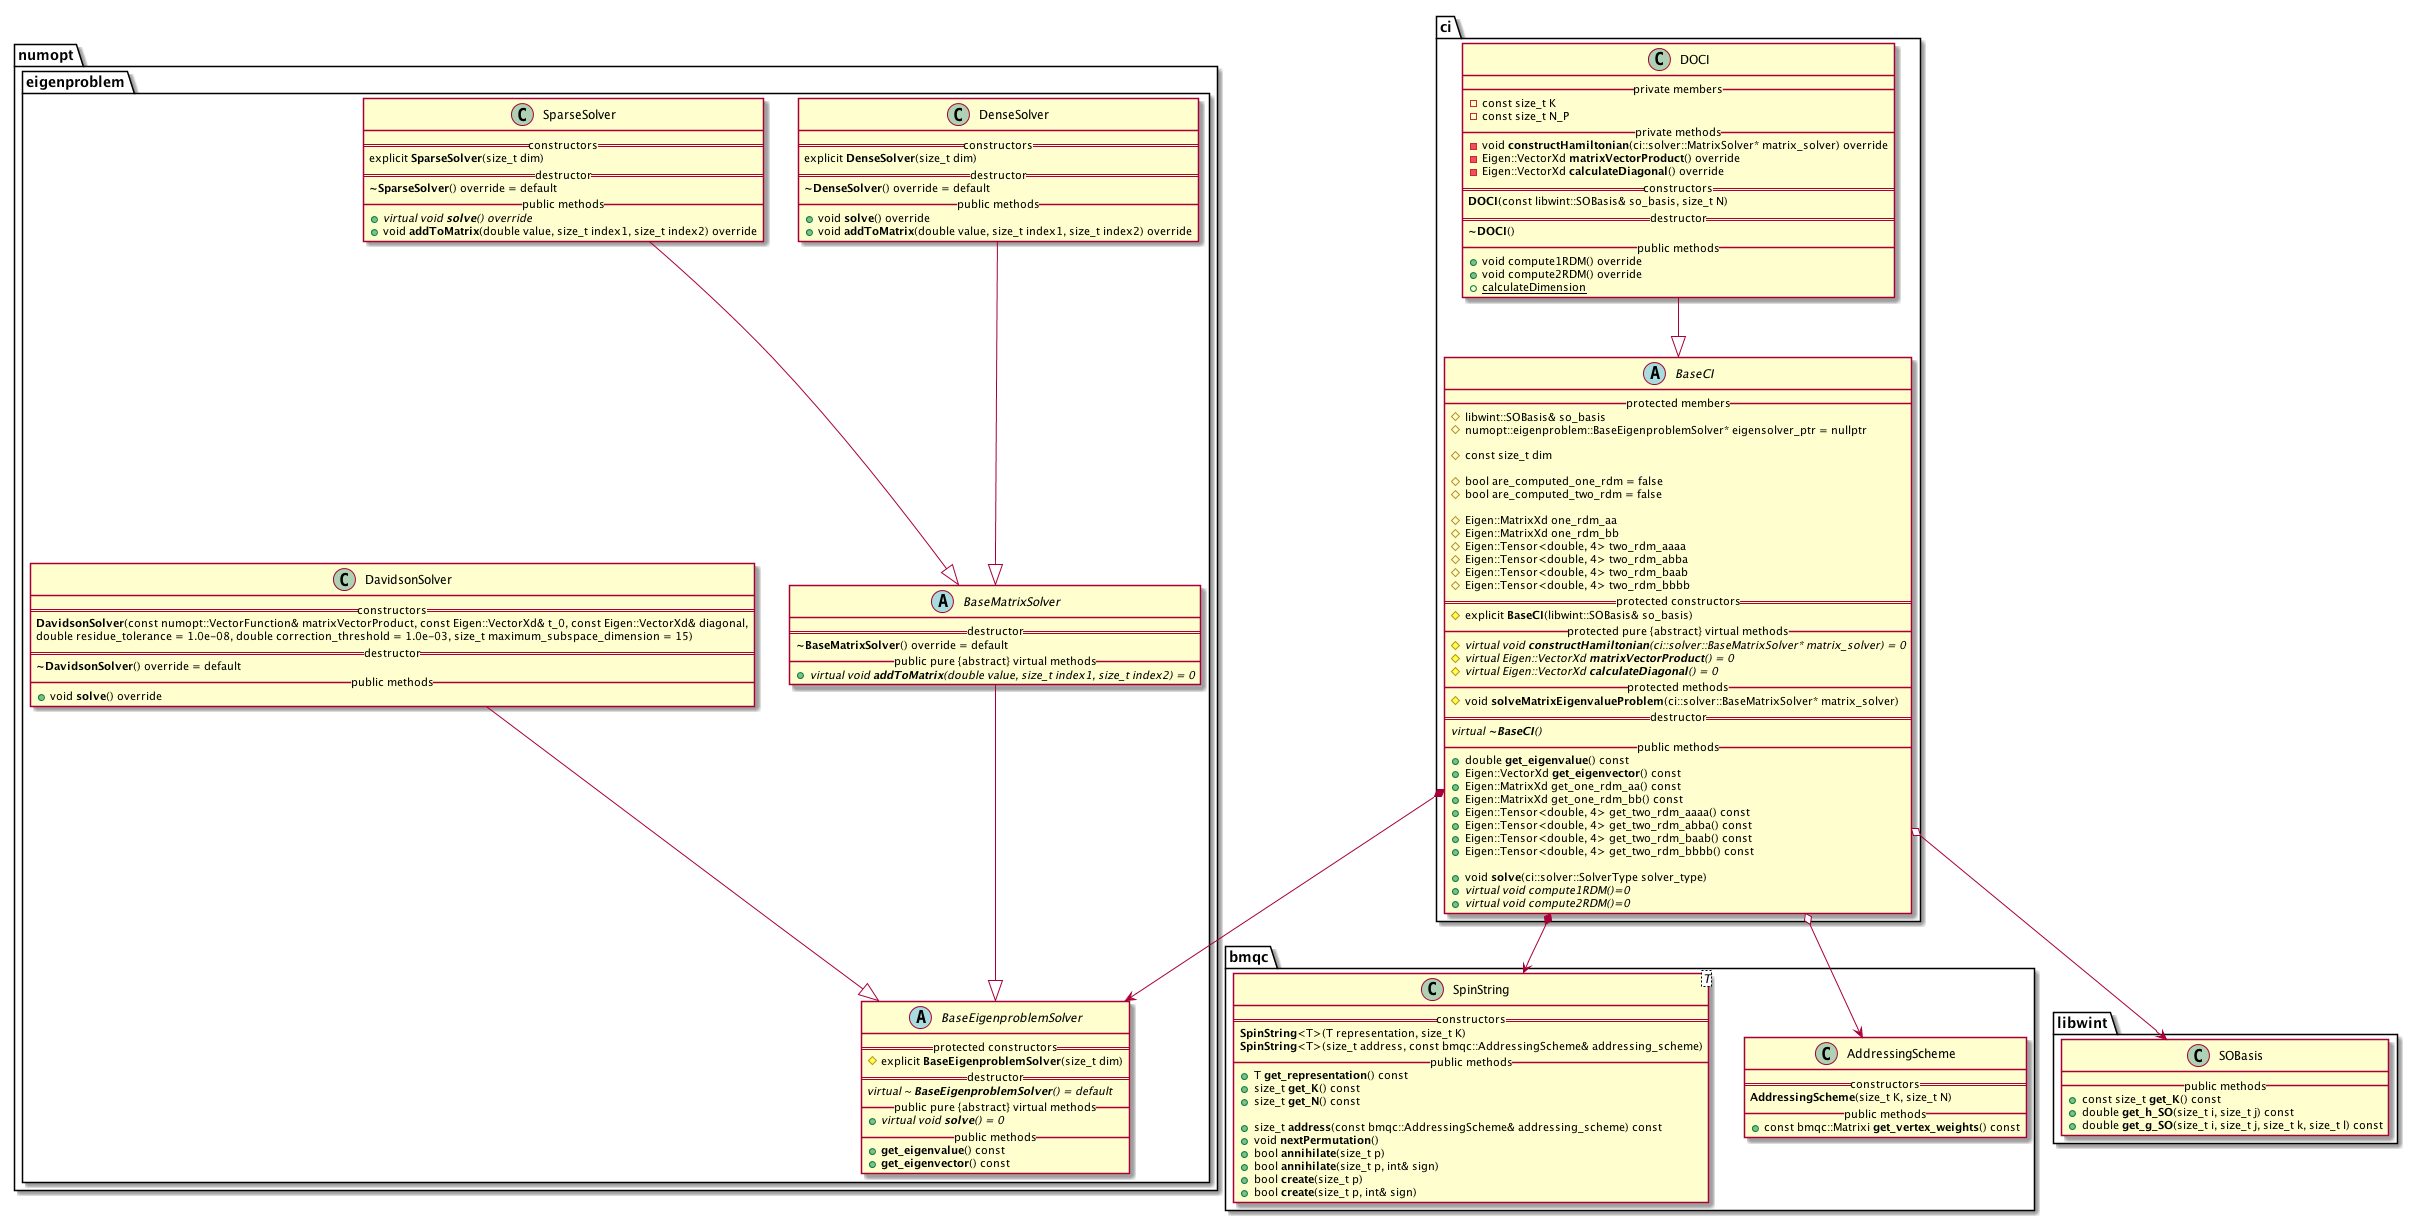 numopt
eigenproblem
C SparseSolver
constructors
explicit SparseSolver(size_t dim)
destructor
~SparseSolver() override = default
public methods
virtual void solve() override
void addToMatrix(double value, size_t index1, size_t index2) override
C DenseSolver
constructors
explicit DenseSolver(size_t dim)
destructor
~DenseSolver() override = default
public methods
void solve() override
void addToMatrix(double value, size_t index1, size_t index2) override
C DavidsonSolver
constructors
DavidsonSolver(const numopt::VectorFunction& matrixVectorProduct, const Eigen::VectorXd& t_0, const Eigen::VectorXd& diagonal,
double residue_tolerance = 1.0e-08, double correction_threshold = 1.0e-03, size_t maximum_subspace_dimension = 15)
destructor
~DavidsonSolver() override = default
public methods
void solve() override
A BaseMatrixSolver
destructor
~BaseMatrixSolver() override = default
public pure {abstract} virtual methods
virtual void addToMatrix(double value, size_t index1, size_t index2) = 0
A BaseEigenproblemSolver
protected constructors
explicit BaseEigenproblemSolver(size_t dim)
destructor
virtual ~ BaseEigenproblemSolver() = default
public pure {abstract} virtual methods
virtual void solve() = 0
public methods
get_eigenvalue() const
get_eigenvector() const
ci
C DOCI
private members
const size_t K
const size_t N_P
private methods
void constructHamiltonian(ci::solver::MatrixSolver* matrix_solver) override
Eigen::VectorXd matrixVectorProduct() override
Eigen::VectorXd calculateDiagonal() override
constructors
DOCI(const libwint::SOBasis& so_basis, size_t N)
destructor
~DOCI()
public methods
void compute1RDM() override
void compute2RDM() override
calculateDimension
A BaseCI
protected members
libwint::SOBasis& so_basis
numopt::eigenproblem::BaseEigenproblemSolver* eigensolver_ptr = nullptr
const size_t dim
bool are_computed_one_rdm = false
bool are_computed_two_rdm = false
Eigen::MatrixXd one_rdm_aa
Eigen::MatrixXd one_rdm_bb
Eigen::Tensor<double, 4> two_rdm_aaaa
Eigen::Tensor<double, 4> two_rdm_abba
Eigen::Tensor<double, 4> two_rdm_baab
Eigen::Tensor<double, 4> two_rdm_bbbb
protected constructors
explicit BaseCI(libwint::SOBasis& so_basis)
protected pure {abstract} virtual methods
virtual void constructHamiltonian(ci::solver::BaseMatrixSolver* matrix_solver) = 0
virtual Eigen::VectorXd matrixVectorProduct() = 0
virtual Eigen::VectorXd calculateDiagonal() = 0
protected methods
void solveMatrixEigenvalueProblem(ci::solver::BaseMatrixSolver* matrix_solver)
destructor
virtual ~BaseCI()
public methods
double get_eigenvalue() const
Eigen::VectorXd get_eigenvector() const
Eigen::MatrixXd get_one_rdm_aa() const
Eigen::MatrixXd get_one_rdm_bb() const
Eigen::Tensor<double, 4> get_two_rdm_aaaa() const
Eigen::Tensor<double, 4> get_two_rdm_abba() const
Eigen::Tensor<double, 4> get_two_rdm_baab() const
Eigen::Tensor<double, 4> get_two_rdm_bbbb() const
void solve(ci::solver::SolverType solver_type)
virtual void compute1RDM()=0
virtual void compute2RDM()=0
bmqc
C SpinString
T
constructors
SpinString<T>(T representation, size_t K)
SpinString<T>(size_t address, const bmqc::AddressingScheme& addressing_scheme)
public methods
T get_representation() const
size_t get_K() const
size_t get_N() const
size_t address(const bmqc::AddressingScheme& addressing_scheme) const
void nextPermutation()
bool annihilate(size_t p)
bool annihilate(size_t p, int& sign)
bool create(size_t p)
bool create(size_t p, int& sign)
C AddressingScheme
constructors
AddressingScheme(size_t K, size_t N)
public methods
const bmqc::Matrixi get_vertex_weights() const
libwint
C SOBasis
public methods
const size_t get_K() const
double get_h_SO(size_t i, size_t j) const
double get_g_SO(size_t i, size_t j, size_t k, size_t l) const